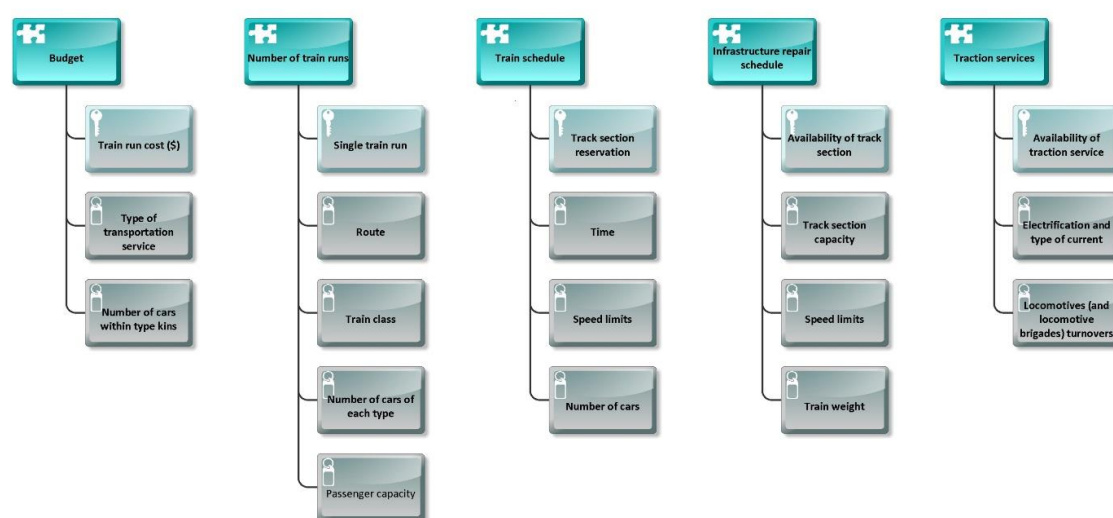 Budget
Train run cost ($)
Type of
transportation
service
Number of cars
within type kins
Number of train runs
Single train run
Route
Train class
Number of cars of
each type
Passenger capacity
Train schedule
Track section
reservation
Time
Speed limits
Number of cars
Infrastructure repair
schedule
Availability of track
section
Track section
capacity
Speed limits
Train weight
Traction services
Availability of
traction service
Electrification and
type of current
Locomotives (and
locomotive
brigades) turnovers